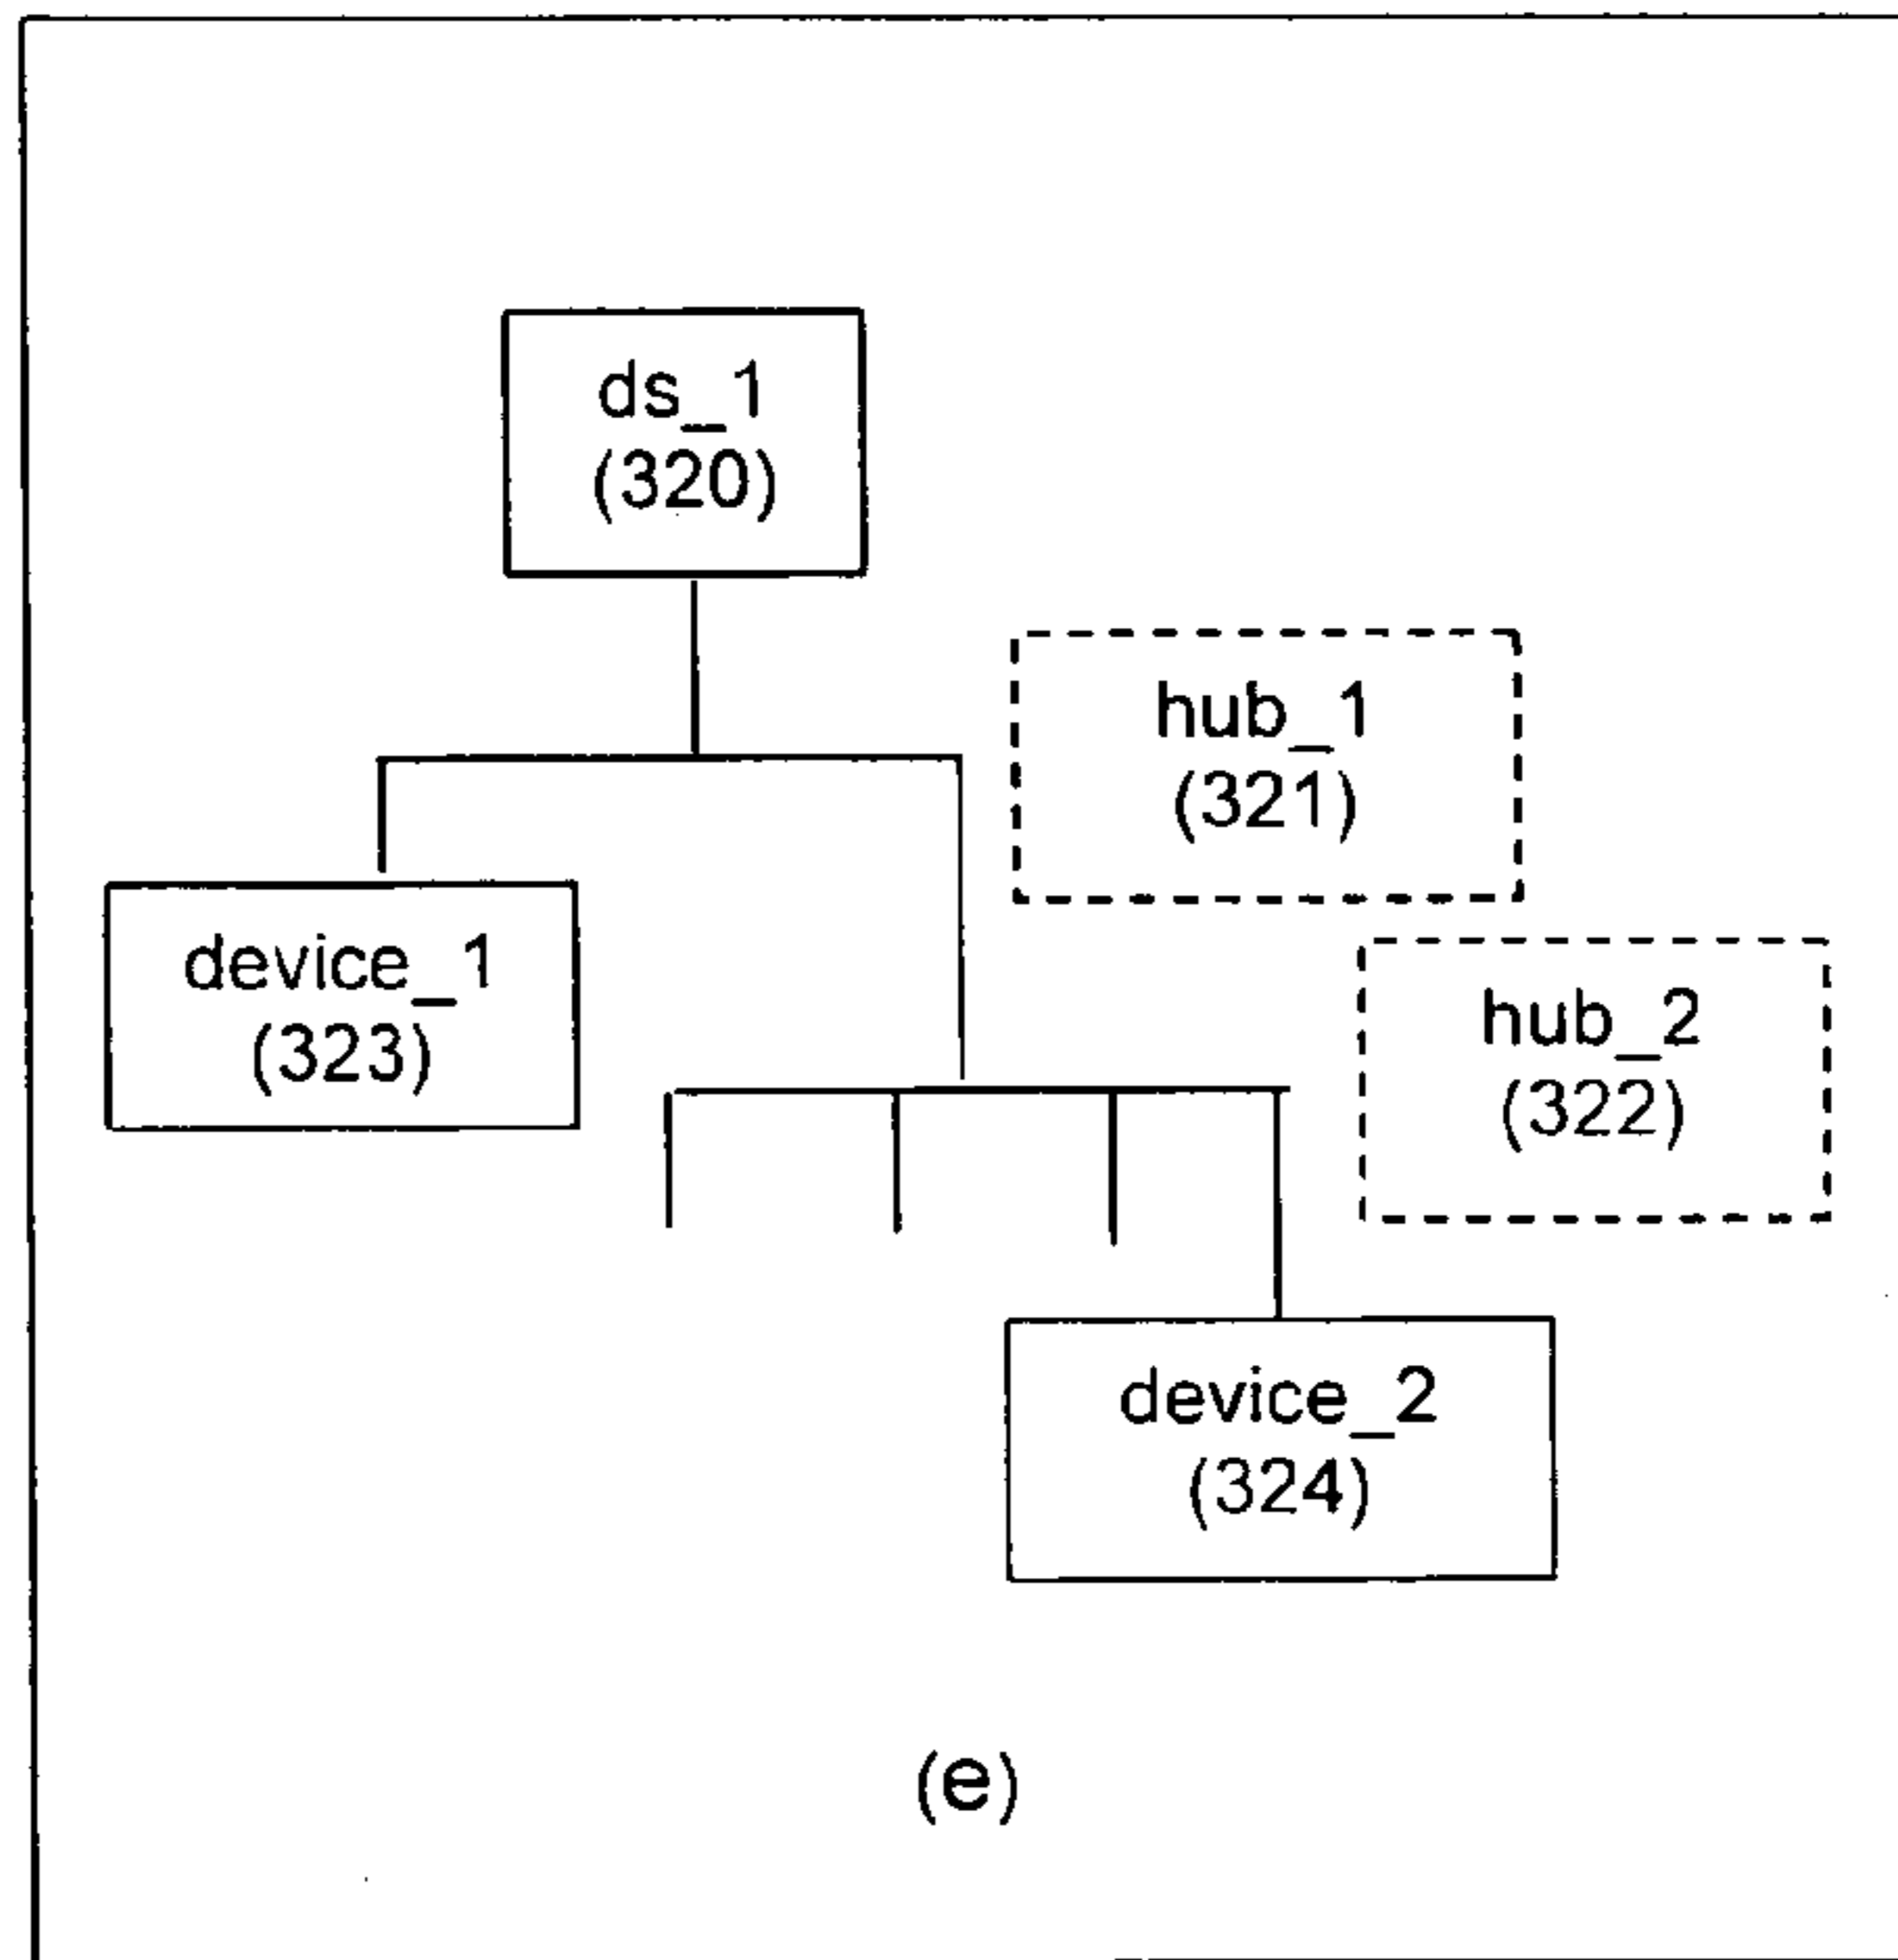 ds_1
(320)
hub_1
(321)
device_1
(323)
hub_2
(322)
device_2
(324)
(e)